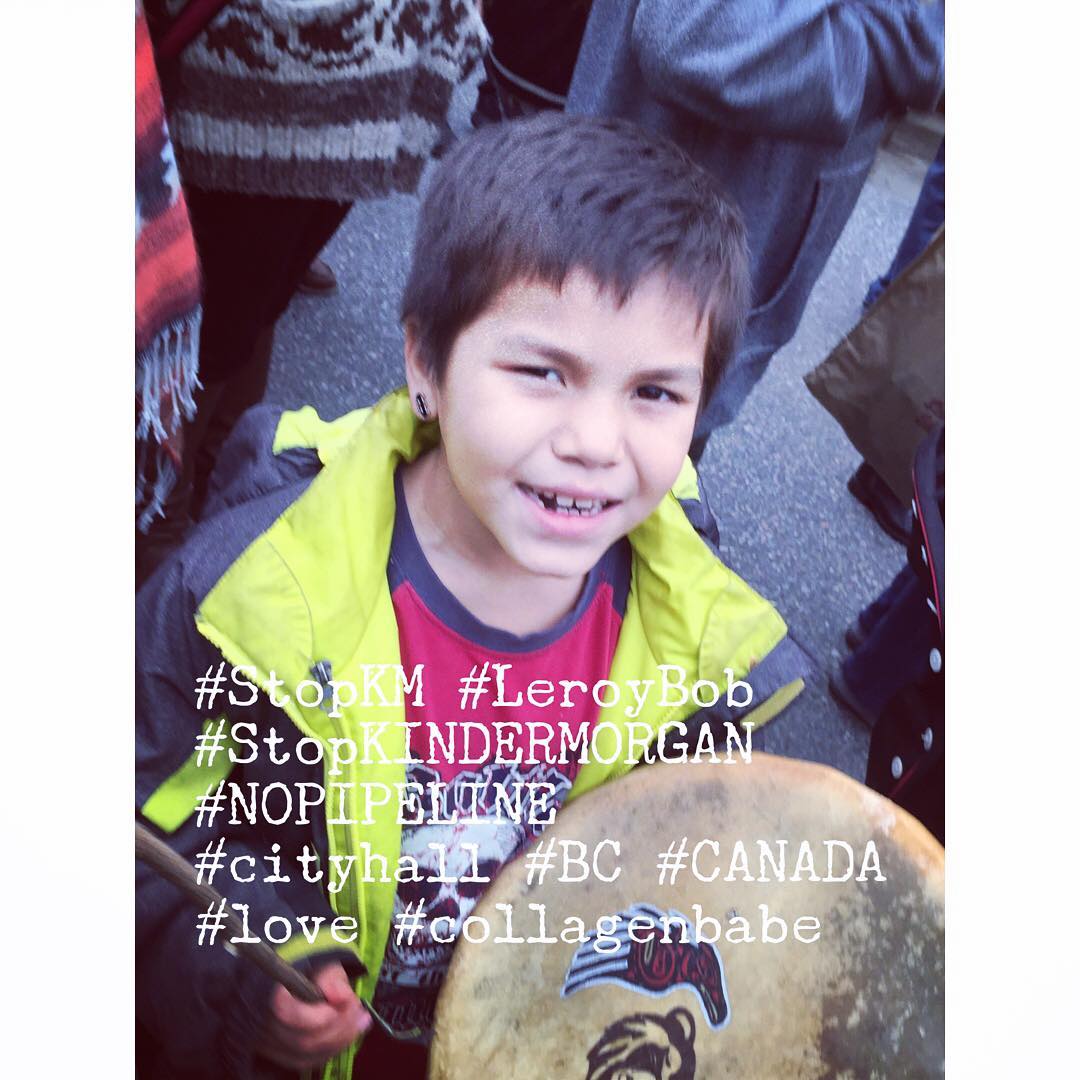 #StopKM #LeroyBob
#StopKINDERMORGAN
#NOPIPELINE
#cityhall #BC #CANADA
#love #collagenbabe